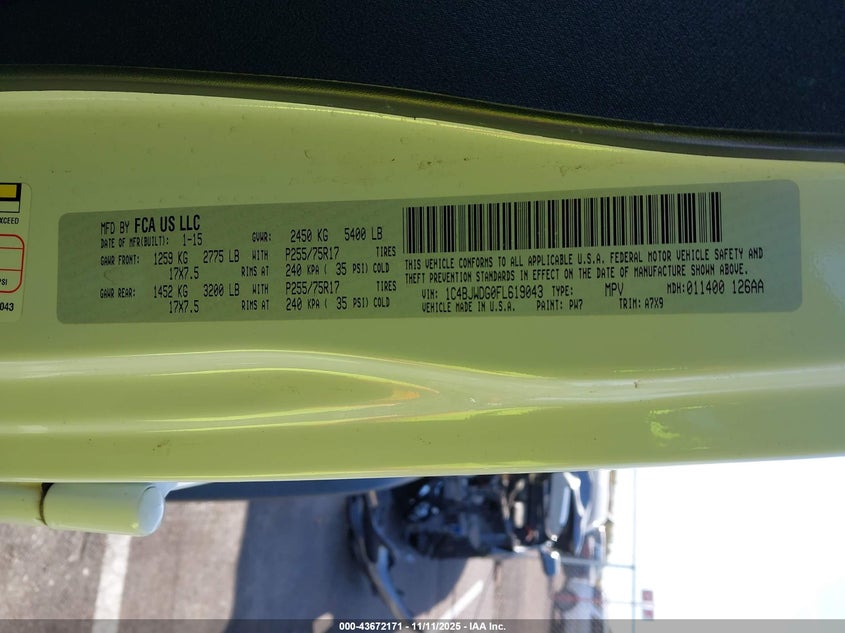 XCEED
PSI
043
MFD BY FCA US LLC
DATE OF MFR(BUILT): 1-15 GVWR: 2450 KG 5400 LB
GAWR FRONT: 1259 KG 2775 LB WITH P255/75R17 TIRES
17X7.5 RIMS AT 240 KPA ( 35 PSI) COLD
GAWR REAR: 1452 KG 3200 LB WITH P255/75R17 TIRES
17X7.5 RIMS AT 240 KPA ( 35 PSI) COLD
THIS VEHICLE CONFORMS TO ALL APPLICABLE U.S.A. FEDERAL MOTOR VEHICLE SAFETY AND
THEFT PREVENTION STANDARDS IN EFFECT ON THE DATE OF MANUFACTURE SHOWN ABOVE.
VIN: 1C4BJWDG0FL619043 TYPE: MPV MDH: 011400 126AA
VEHICLE MADE IN U.S.A. PAINT: PW7 TRIM: A7X9
000-43672171 - 11/11/2025 - IAA Inc.